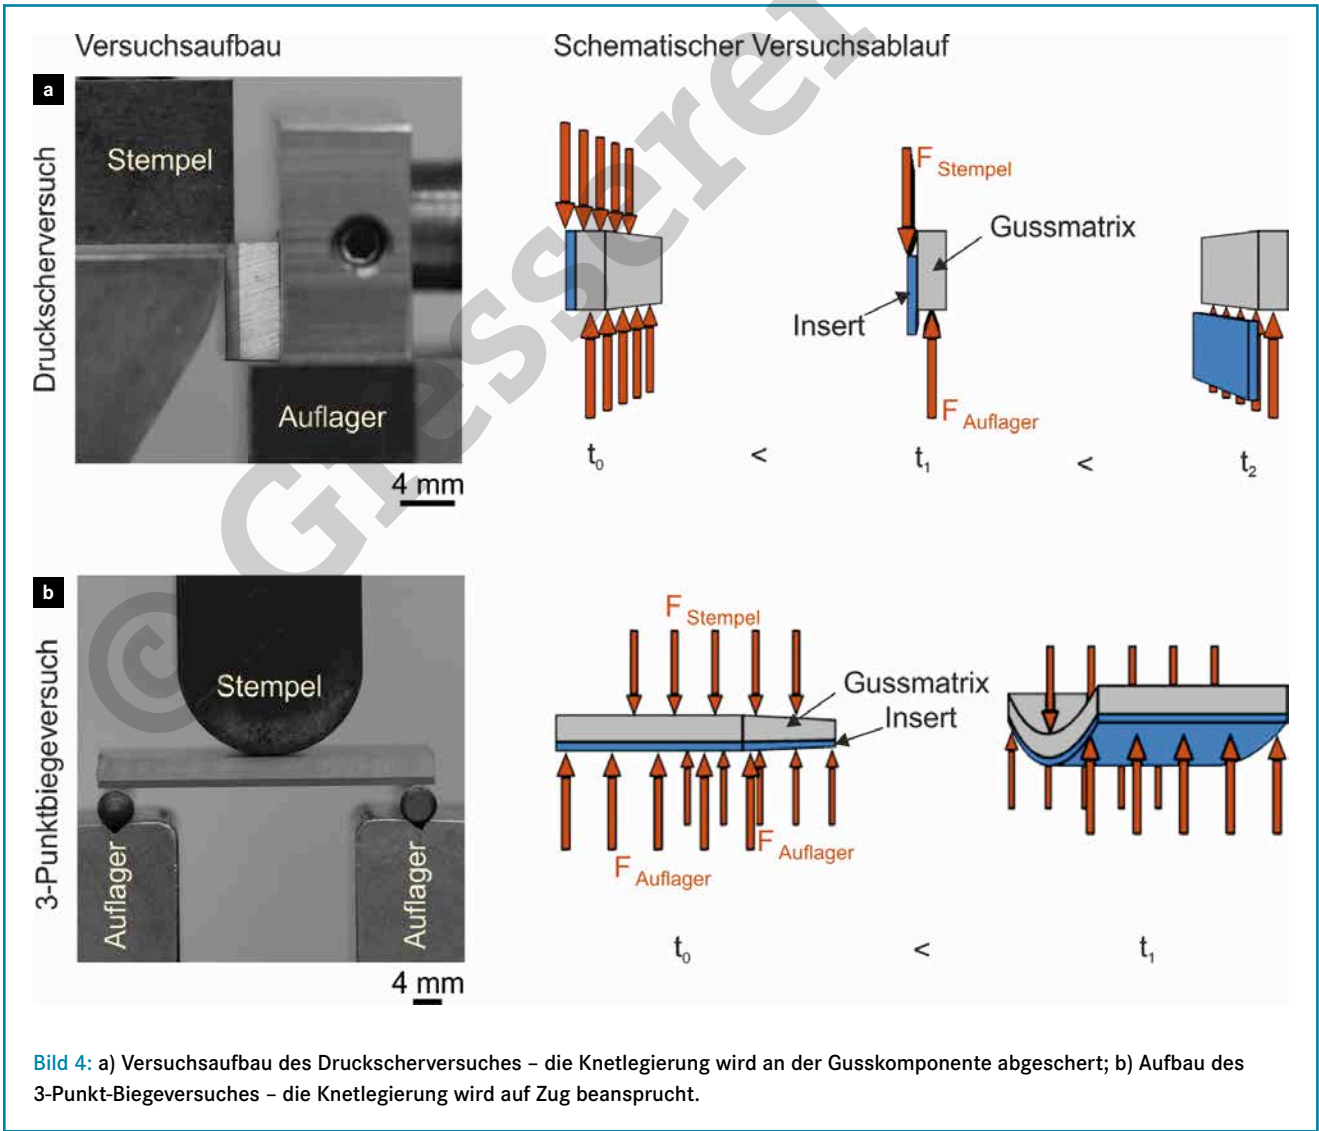 Versuchsaufbau
Schematischer Versuchsablauf
a
Druckscherversuch
Stempel
Auflager
4 mm
F Stempel
Gussmatrix
Insert
F Auflager
t₀ < t₁ < t₂
b
3-Punktbiegeversuch
Stempel
Auflager
Auflager
4 mm
F Stempel
Gussmatrix
Insert
F Auflager
F Auflager
t₀ < t₁
© Giesserei
Bild 4: a) Versuchsaufbau des Druckscherversuches – die Knetlegierung wird an der Gusskomponente abgeschert; b) Aufbau des
3-Punkt-Biegeversuches – die Knetlegierung wird auf Zug beansprucht.